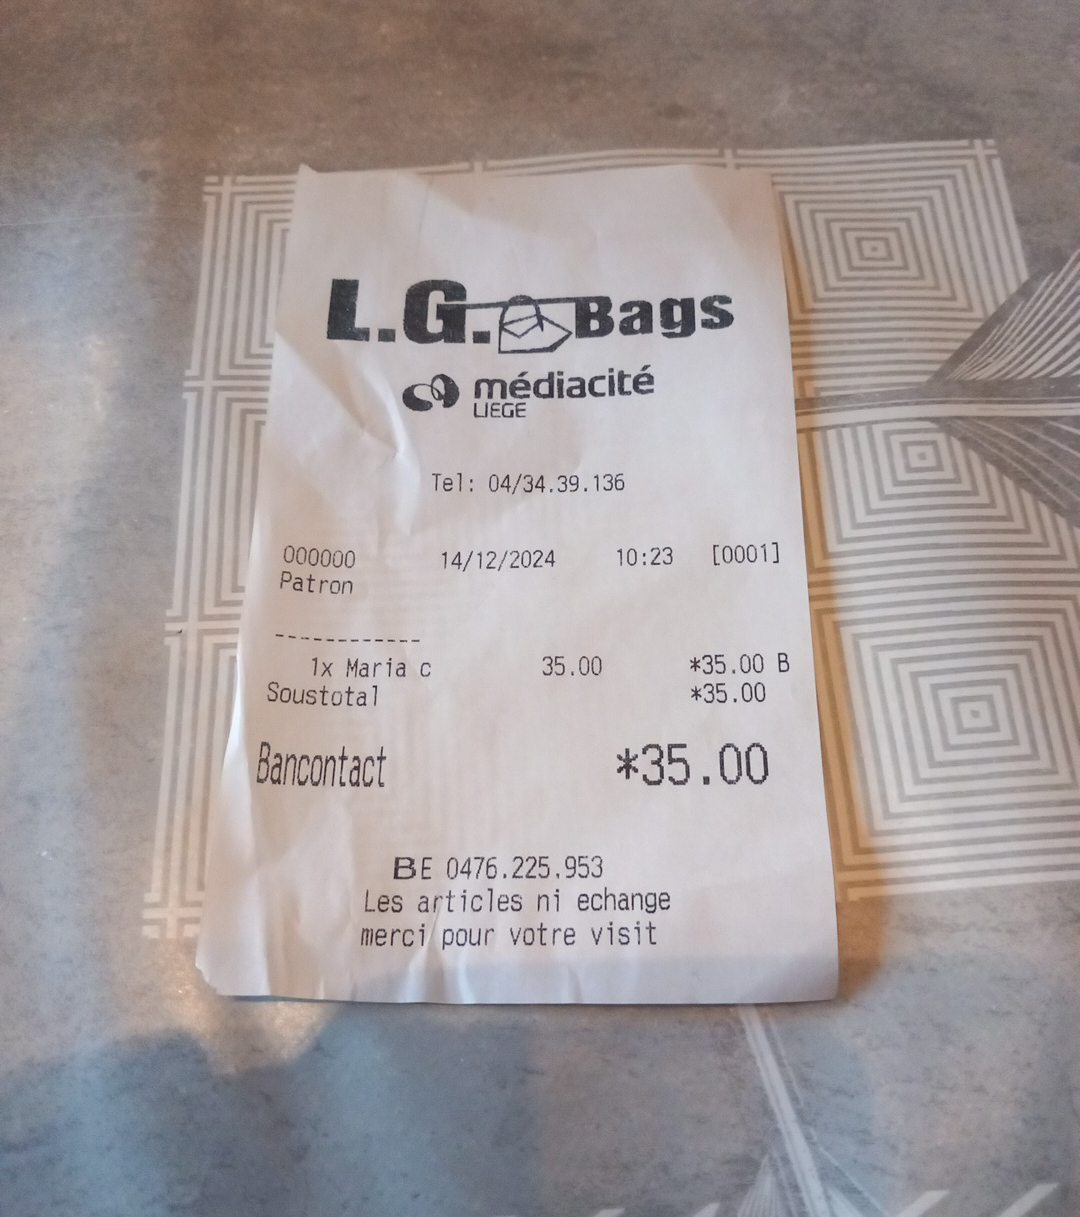 L.G. Bags
médiacité
LIEGE
Tel: 04/34.39.136
000000 14/12/2024 10:23 [0001]
Patron
------------
1x Maria c 35.00 *35.00 B
Soustotal *35.00
Bancontact *35.00
BE 0476.225.953
Les articles ni echange
merci pour votre visit